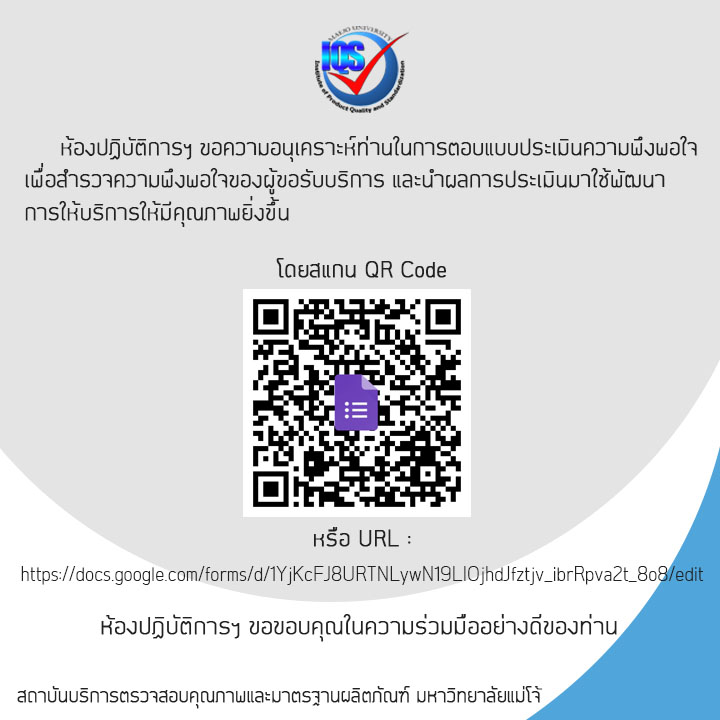 MAEJO UNIVERSITY
IQS
Institute of Product Quality and Standardization
ห้องปฏิบัติการฯ ขอความอนุเคราะห์ท่านในการตอบแบบประเมินความพึงพอใจ
เพื่อสำรวจความพึงพอใจของผู้ขอรับบริการ และนำผลการประเมินมาใช้พัฒนา
การให้บริการให้มีคุณภาพยิ่งขึ้น
โดยสแกน QR Code
หรือ URL :
https://docs.google.com/forms/d/1YjKcFJ8URTNLywN19LIOjhdJfztjv_ibrRpva2t_8o8/edit
ห้องปฏิบัติการฯ ขอขอบคุณในความร่วมมืออย่างดีของท่าน
สถาบันบริการตรวจสอบคุณภาพและมาตรฐานผลิตภัณฑ์ มหาวิทยาลัยแม่โจ้